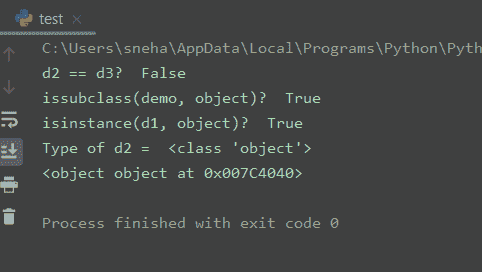 test
C:\Users\sneha\AppData\Local\Programs\Python\Pyth
d2 == d3?  False
issubclass(demo, object)?  True
isinstance(d1, object)?  True
Type of d2 =  <class 'object'>
<object object at 0x007C4040>
Process finished with exit code 0